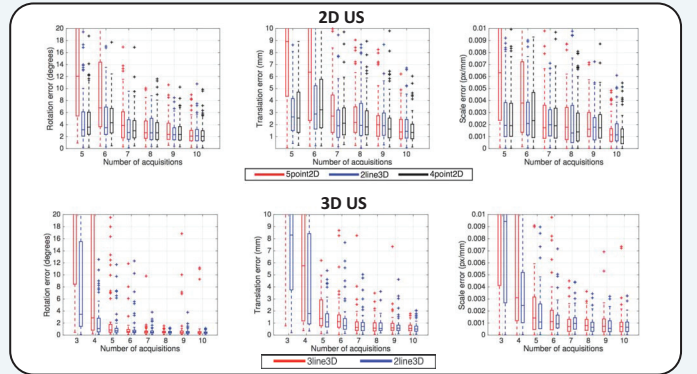 2D US
20
18
16
14
12
10
8
6
4
2
0
Rotation error (degrees)
5 6 7 8 9 10
Number of acquisitions
10
9
8
7
6
5
4
3
2
1
Translation error (mm)
5 6 7 8 9 10
Number of acquisitions
0.01
0.009
0.008
0.007
0.006
0.005
0.004
0.003
0.002
0.001
0
Scale error (px/mm)
5 6 7 8 9 10
Number of acquisitions
5point2D 2line3D 4point2D
3D US
20
18
16
14
12
10
8
6
4
2
0
Rotation error (degrees)
3 4 5 6 7 8 9 10
Number of acquisitions
10
9
8
7
6
5
4
3
2
1
Translation error (mm)
3 4 5 6 7 8 9 10
Number of acquisitions
0.01
0.009
0.008
0.007
0.006
0.005
0.004
0.003
0.002
0.001
0
Scale error (px/mm)
3 4 5 6 7 8 9 10
Number of acquisitions
3line3D 2line3D